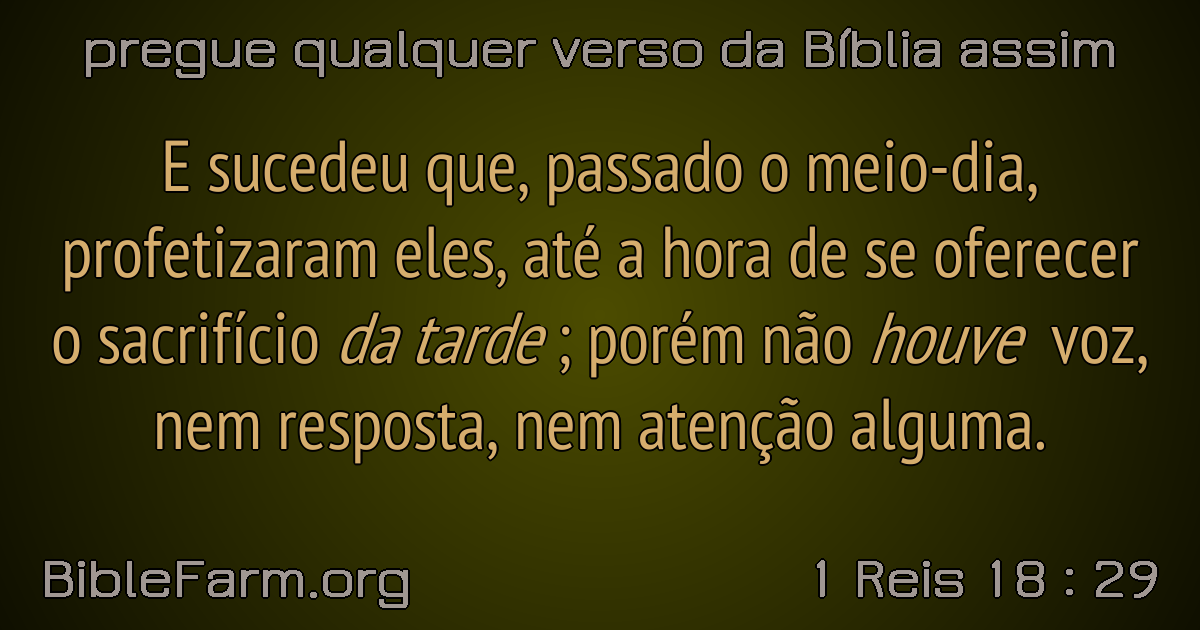 pregue qualquer verso da Bíblia assim
E sucedeu que, passado o meio-dia,
profetizaram eles, até a hora de se oferecer
o sacrifício da tarde ; porém não houve voz,
nem resposta, nem atenção alguma.
BibleFarm.org
1 Reis 18 : 29